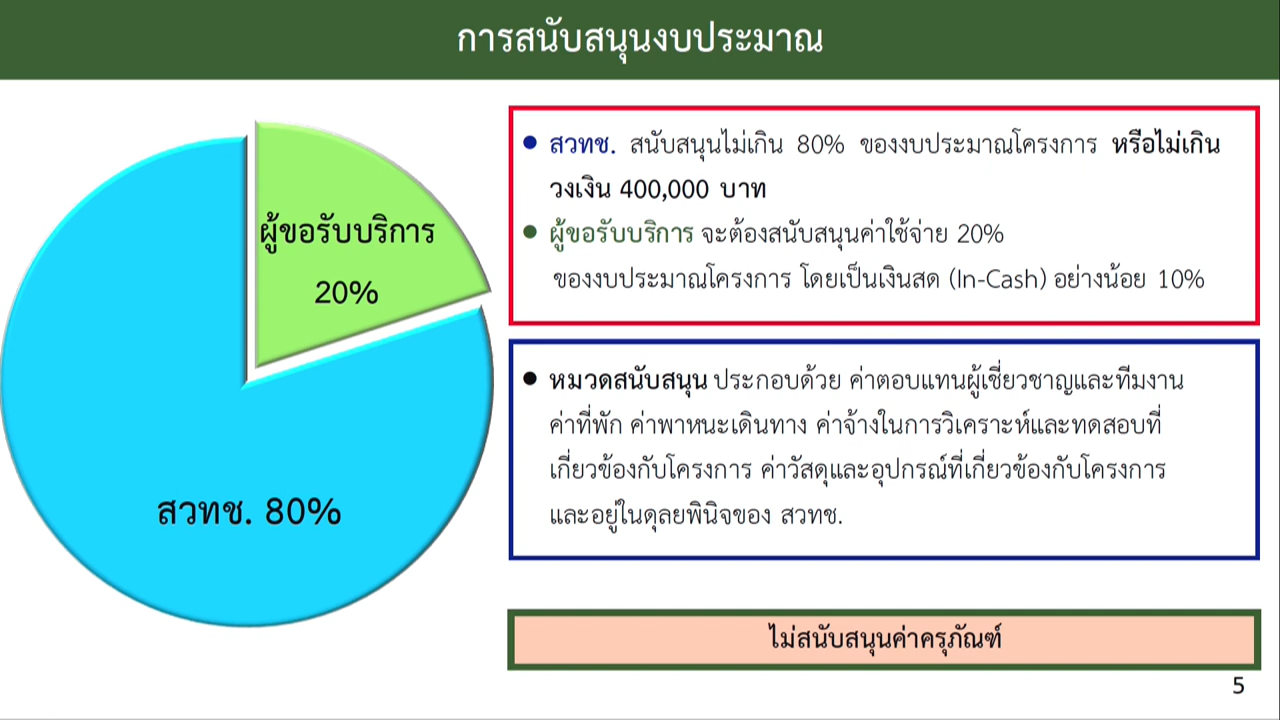 การสนับสนุนงบประมาณ
ผู้ขอรับบริการ
20%
สวทช. 80%
• สวทช. สนับสนุนไม่เกิน 80% ของงบประมาณโครงการ หรือไม่เกิน
วงเงิน 400,000 บาท
• ผู้ขอรับบริการ จะต้องสนับสนุนค่าใช้จ่าย 20%
ของงบประมาณโครงการ โดยเป็นเงินสด (In-Cash) อย่างน้อย 10%
• หมวดสนับสนุน ประกอบด้วย ค่าตอบแทนผู้เชี่ยวชาญและทีมงาน
ค่าที่พัก ค่าพาหนะเดินทาง ค่าจ้างในการวิเคราะห์และทดสอบที่
เกี่ยวข้องกับโครงการ ค่าวัสดุและอุปกรณ์ที่เกี่ยวข้องกับโครงการ
และอยู่ในดุลยพินิจของ สวทช.
ไม่สนับสนุนค่าครุภัณฑ์
5